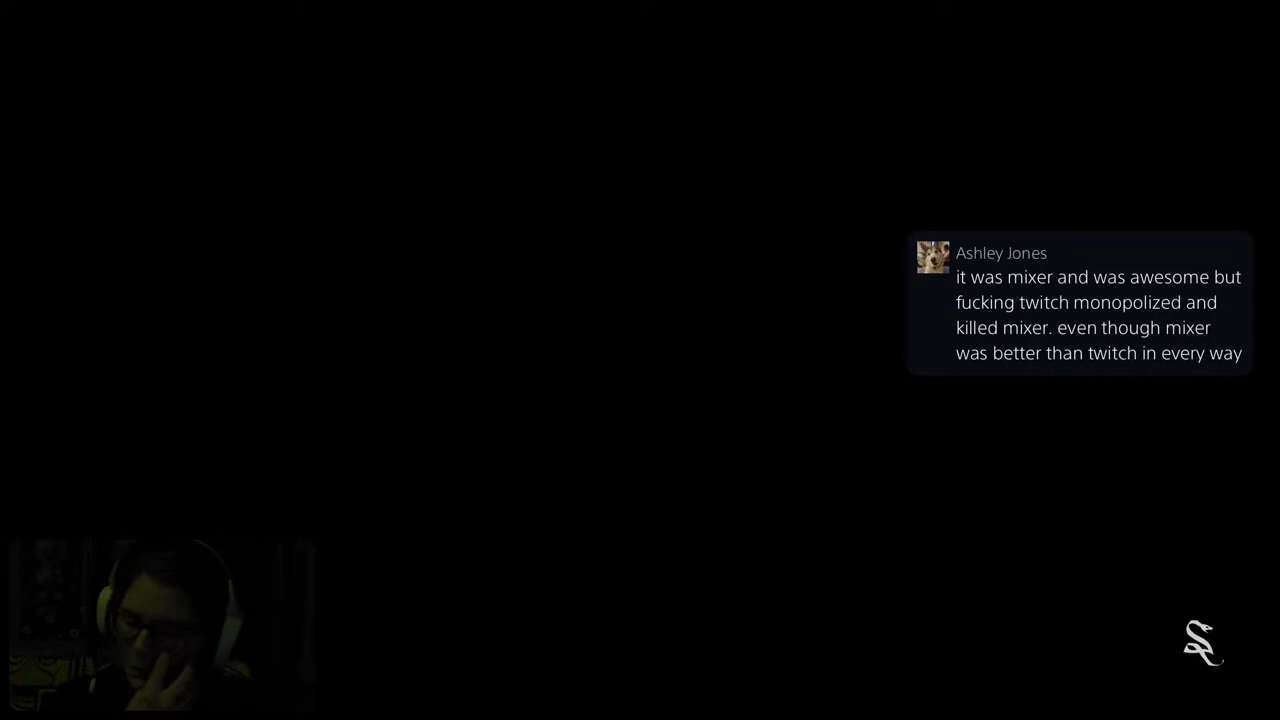 Ashley Jones
it was mixer and was awesome but
fucking twitch monopolized and
killed mixer. even though mixer
was better than twitch in every way